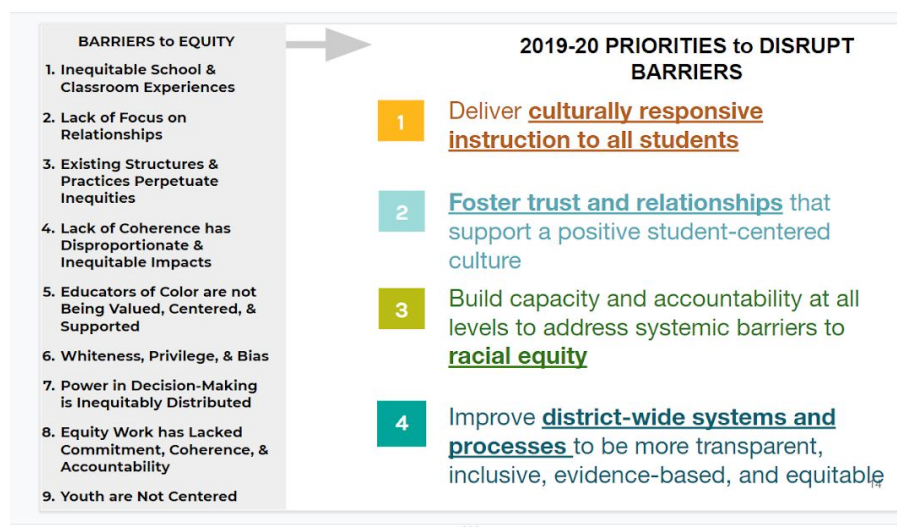 BARRIERS to EQUITY
1. Inequitable School &
Classroom Experiences
2. Lack of Focus on
Relationships
3. Existing Structures &
Practices Perpetuate
Inequities
4. Lack of Coherence has
Disproportionate &
Inequitable Impacts
5. Educators of Color are not
Being Valued, Centered, &
Supported
6. Whiteness, Privilege, & Bias
7. Power in Decision-Making
is Inequitably Distributed
8. Equity Work has Lacked
Commitment, Coherence, &
Accountability
9. Youth are Not Centered
2019-20 PRIORITIES to DISRUPT
BARRIERS
1
Deliver culturally responsive
instruction to all students
2
Foster trust and relationships that
support a positive student-centered
culture
3
Build capacity and accountability at all
levels to address systemic barriers to
racial equity
4
Improve district-wide systems and
processes to be more transparent,
inclusive, evidence-based, and equitable
14